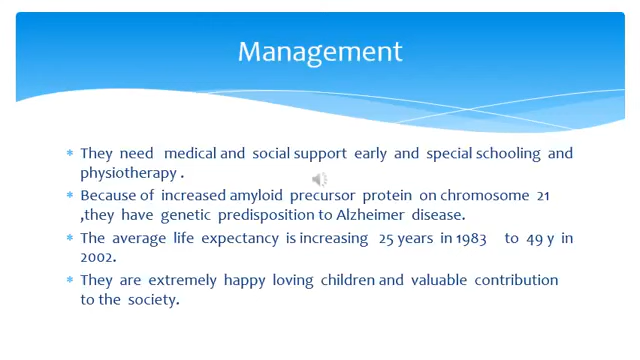 Management
They need medical and social support early and special schooling and
physiotherapy .
Because of increased amyloid precursor protein on chromosome 21
,they have genetic predisposition to Alzheimer disease.
The average life expectancy is increasing 25 years in 1983 to 49 y in
2002.
They are extremely happy loving children and valuable contribution
to the society.